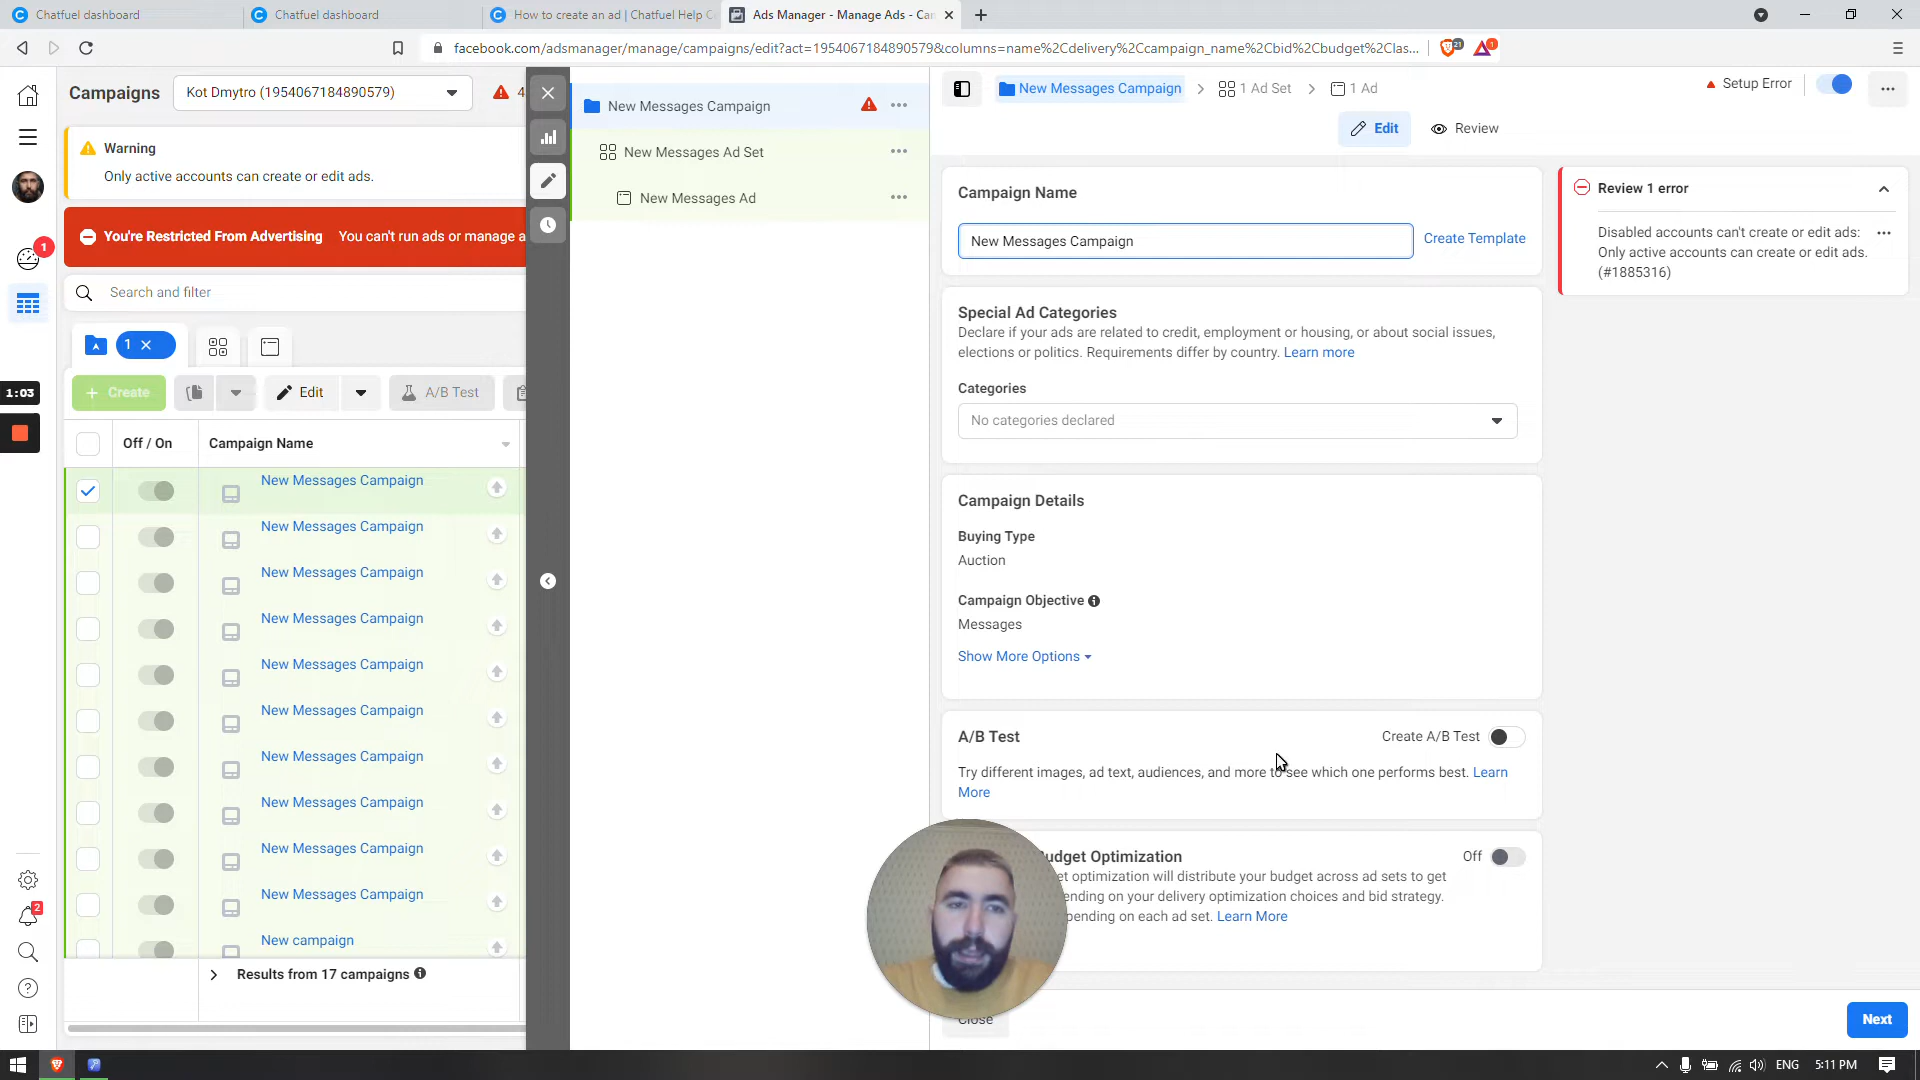 Chatfuel dashboard
Chatfuel dashboard
How to create an ad | Chatfuel Help C
Ads Manager - Manage Ads - Can
facebook.com/adsmanager/manage/campaigns/edit?act=1954067184890579&columns=name%2Cdelivery%2Ccampaign_name%2Cbid%2Cbudget%2Clas...
21
1
Campaigns
Kot Dmytro (1954067184890579)
4
Warning
Only active accounts can create or edit ads.
You're Restricted From Advertising You can't run ads or manage a
1
Search and filter
1
Create
Edit
A/B Test
1:03
Off / On
Campaign Name
New Messages Campaign
New Messages Campaign
New Messages Campaign
New Messages Campaign
New Messages Campaign
New Messages Campaign
New Messages Campaign
New Messages Campaign
New Messages Campaign
New Messages Campaign
New campaign
Results from 17 campaigns
2
New Messages Campaign
New Messages Ad Set
New Messages Ad
New Messages Campaign
1 Ad Set
1 Ad
Setup Error
Edit
Review
Campaign Name
New Messages Campaign
Create Template
Special Ad Categories
Declare if your ads are related to credit, employment or housing, or about social issues,
elections or politics. Requirements differ by country. Learn more
Categories
No categories declared
Campaign Details
Buying Type
Auction
Campaign Objective
Messages
Show More Options
A/B Test
Create A/B Test
Try different images, ad text, audiences, and more to see which one performs best. Learn
More
Budget Optimization
Off
et optimization will distribute your budget across ad sets to get
pending on your delivery optimization choices and bid strategy.
spending on each ad set. Learn More
Close
Next
Review 1 error
Disabled accounts can't create or edit ads:
Only active accounts can create or edit ads.
(#1885316)
ENG
5:11 PM